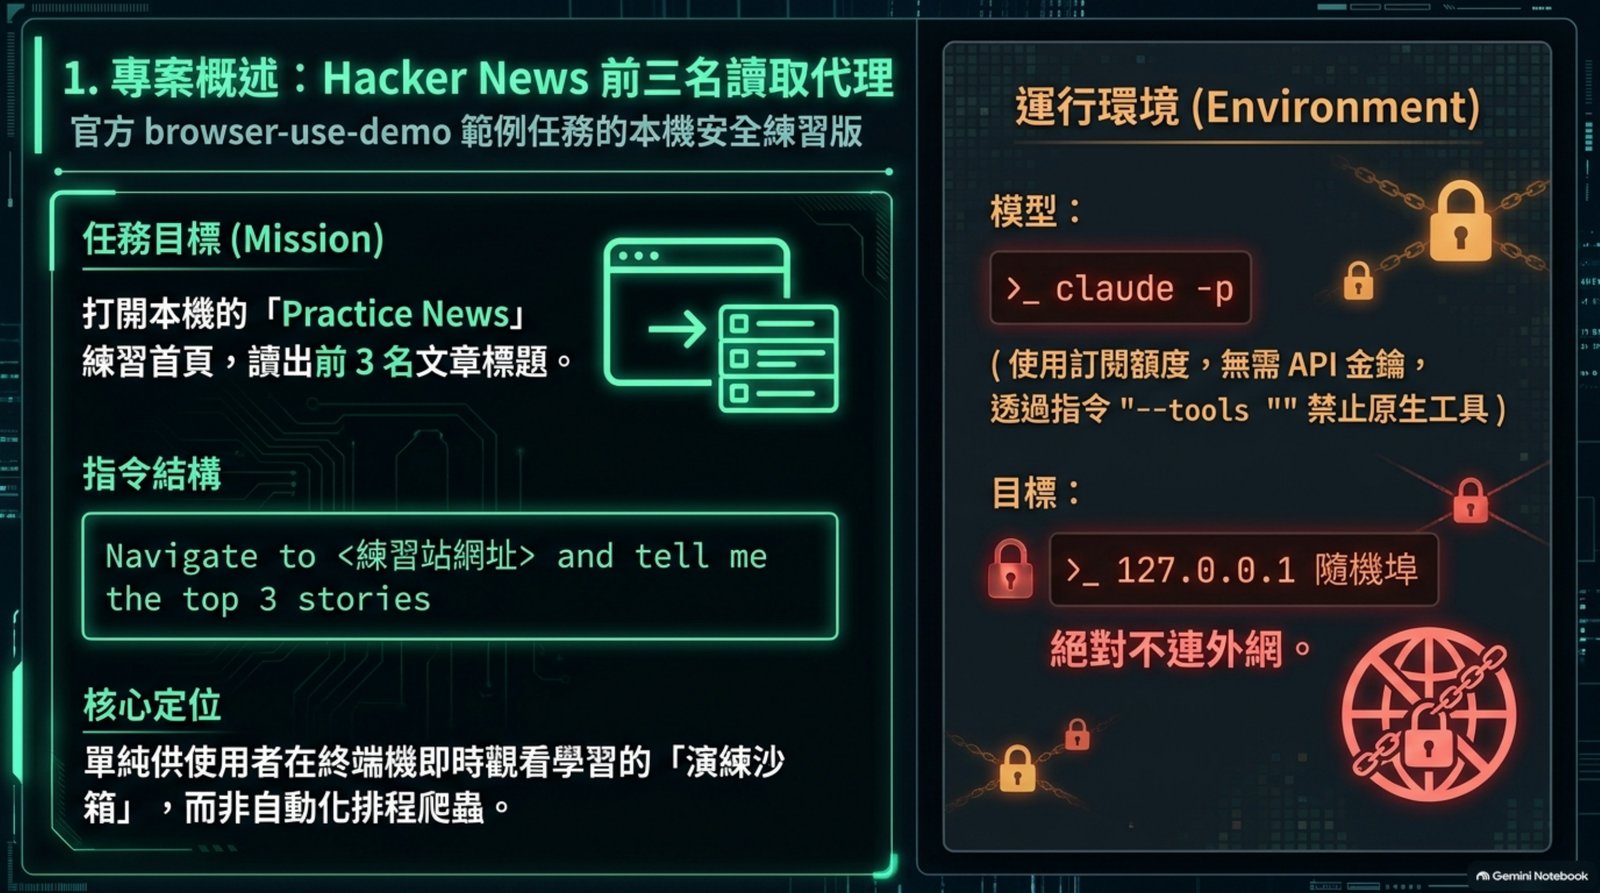 1. 專案概述：Hacker News 前三名讀取代理
官方 browser-use-demo 範例任務的本機安全練習版
任務目標 (Mission)
打開本機的「Practice News」
練習首頁，讀出前 3 名文章標題。
指令結構
Navigate to <練習站網址> and tell me
the top 3 stories
核心定位
單純供使用者在終端機即時觀看學習的「演練沙
箱」，而非自動化排程爬蟲。
運行環境 (Environment)
模型：
>_ claude -p
( 使用訂閱額度，無需 API 金鑰，
透過指令 "--tools "" 禁止原生工具 )
目標：
>_ 127.0.0.1 隨機埠
絕對不連外網。
Gemini Notebook